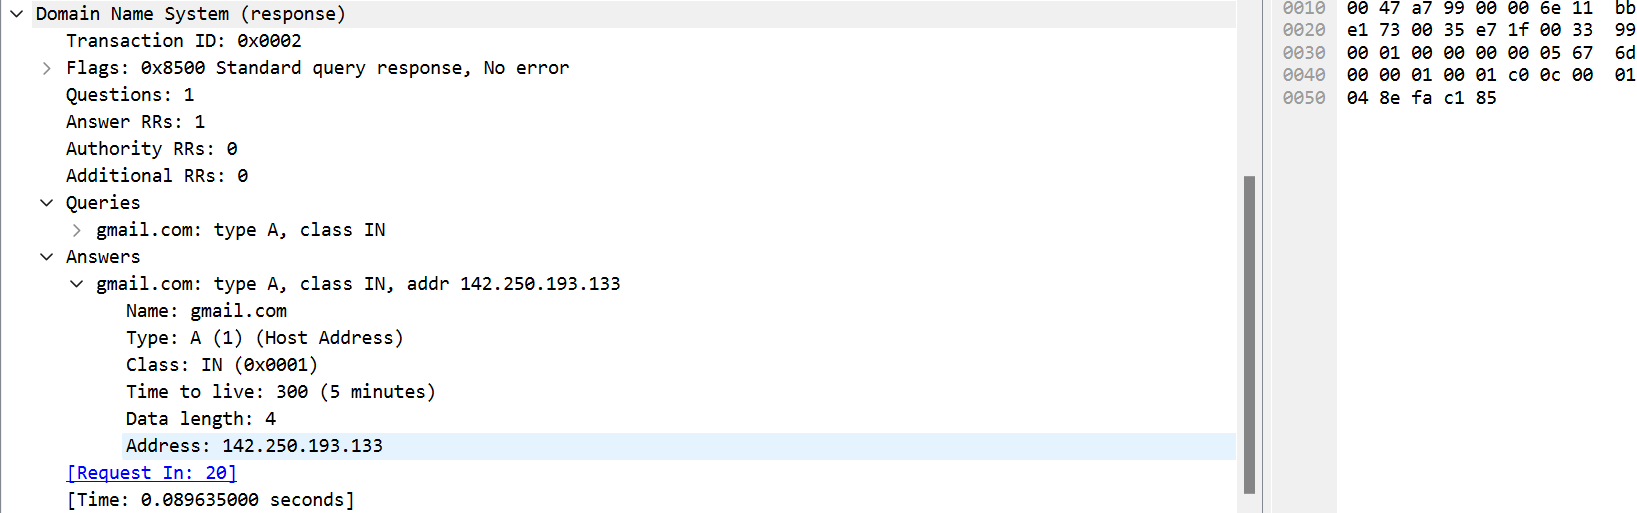 Domain Name System (response)
Transaction ID: 0x0002
Flags: 0x8500 Standard query response, No error
Questions: 1
Answer RRs: 1
Authority RRs: 0
Additional RRs: 0
Queries
gmail.com: type A, class IN
Answers
gmail.com: type A, class IN, addr 142.250.193.133
Name: gmail.com
Type: A (1) (Host Address)
Class: IN (0x0001)
Time to live: 300 (5 minutes)
Data length: 4
Address: 142.250.193.133
[Request In: 20]
[Time: 0.089635000 seconds]
0010 00 47 a7 99 00 00 6e 11 bb
0020 e1 73 00 35 e7 1f 00 33 99
0030 00 01 00 00 00 00 05 67 6d
0040 00 00 01 00 01 c0 0c 00 01
0050 04 8e fa c1 85